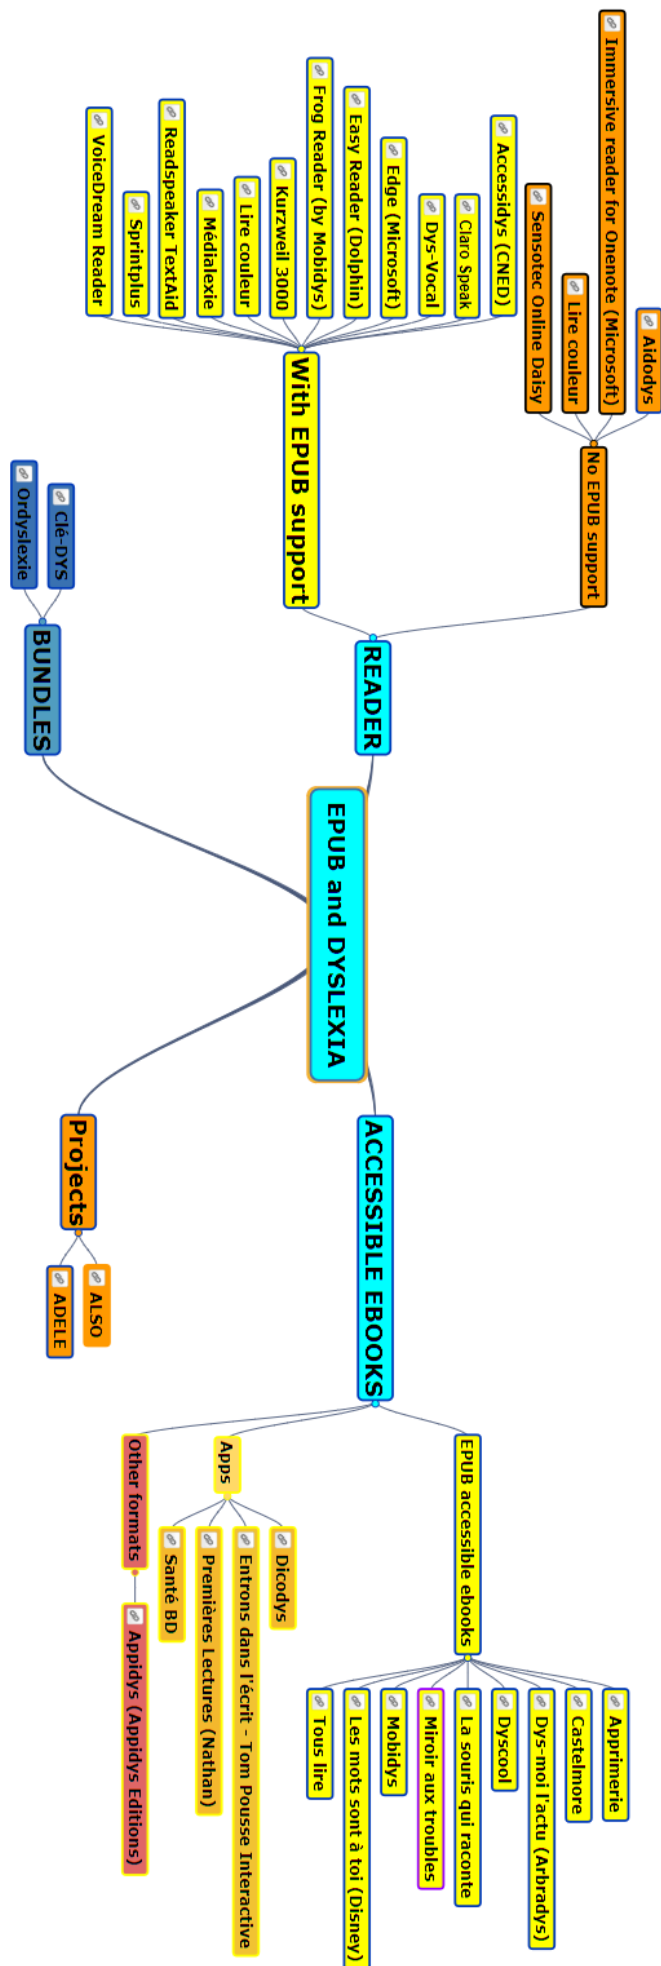 EPUB and DYSLEXIA
READER
No EPUB support
Aidodys
Immersive reader for Onenote (Microsoft)
Lire couleur
Sensotec Online Daisy
With EPUB support
Accessidys (CNED)
Claro Speak
Dys-Vocal
Edge (Microsoft)
Easy Reader (Dolphin)
Frog Reader (by Mobidys)
Kurzweil 3000
Lire couleur
Médialexie
Readspeaker TextAid
Sprintplus
VoiceDream Reader
BUNDLES
Clé-DYS
Ordyslexie
ACCESSIBLE EBOOKS
EPUB accessible ebooks
Apprimerie
Castelmore
Dys-moi l'actu (Arbradys)
Dyscool
La souris qui raconte
Miroir aux troubles
Mobidys
Les mots sont à toi (Disney)
Tous lire
Apps
Dicodys
Entrons dans l'écrit - Tom Pousse Interactive
Premières Lectures (Nathan)
Santé BD
Other formats
Appidys (Appidys Editions)
Projects
ALSO
ADELE